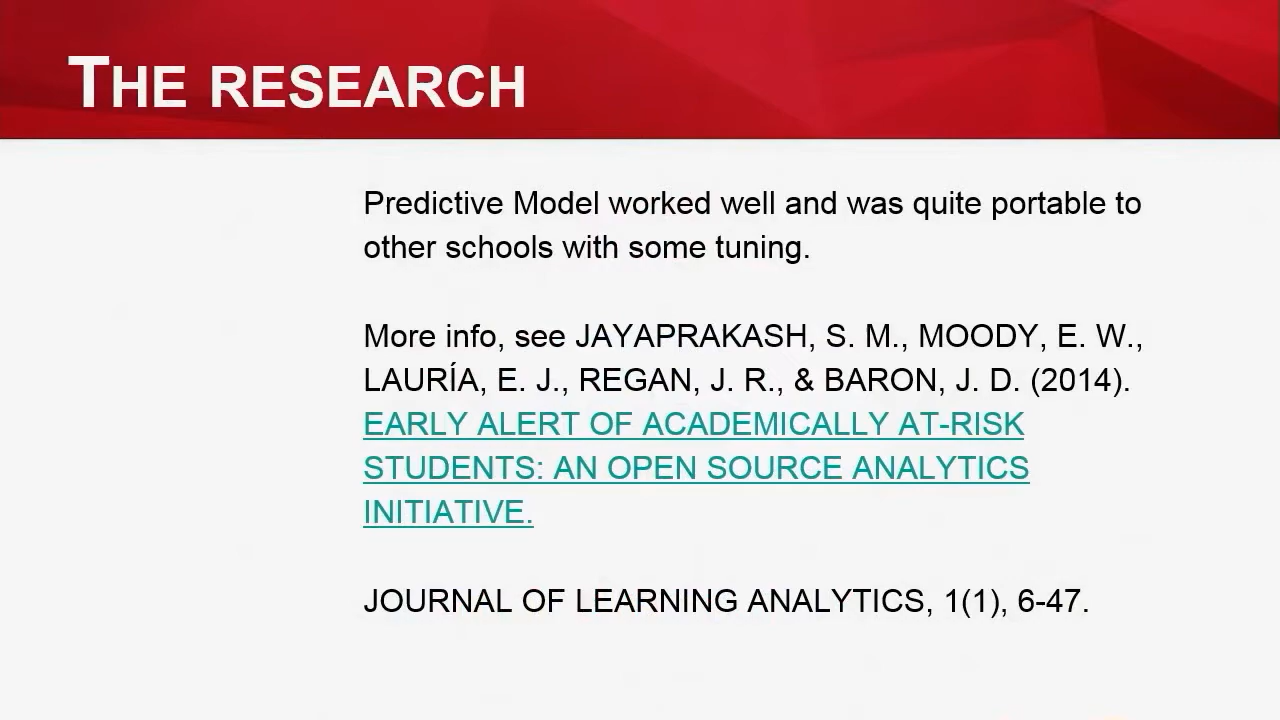 THE RESEARCH
Predictive Model worked well and was quite portable to
other schools with some tuning.
More info, see JAYAPRAKASH, S. M., MOODY, E. W.,
LAURÍA, E. J., REGAN, J. R., & BARON, J. D. (2014).
EARLY ALERT OF ACADEMICALLY AT-RISK
STUDENTS: AN OPEN SOURCE ANALYTICS
INITIATIVE.
JOURNAL OF LEARNING ANALYTICS, 1(1), 6-47.